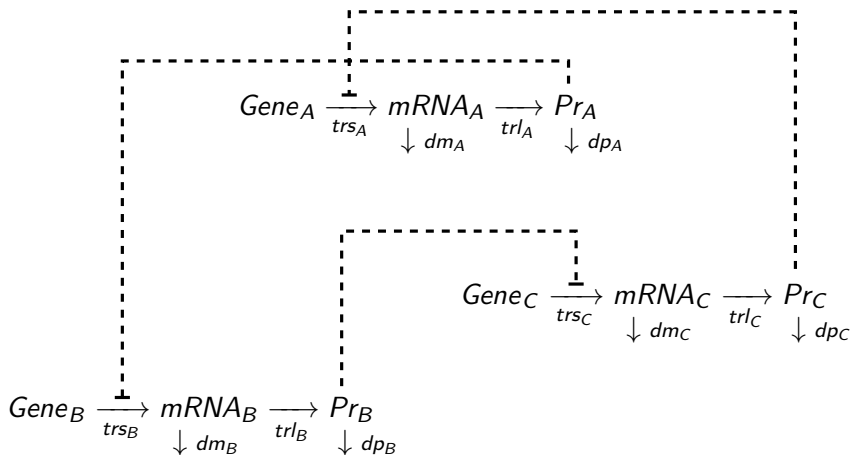 Gene_A → mRNA_A → Pr_A
trs_A trl_A
↓ dm_A ↓ dp_A
Gene_C → mRNA_C → Pr_C
trs_C trl_C
↓ dm_C ↓ dp_C
Gene_B → mRNA_B → Pr_B
trs_B trl_B
↓ dm_B ↓ dp_B